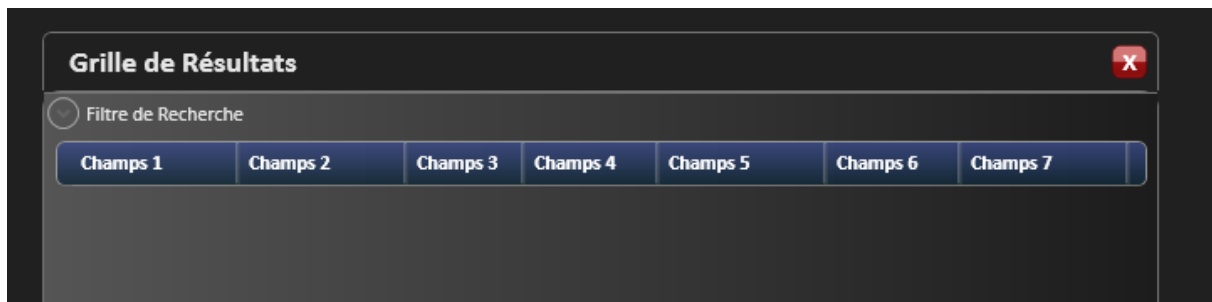 Grille de Résultats
X
Filtre de Recherche
Champs 1 Champs 2 Champs 3 Champs 4 Champs 5 Champs 6 Champs 7